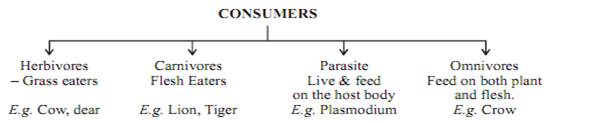 CONSUMERS
Herbivores
– Grass eaters
E.g. Cow, dear
Carnivores
Flesh Eaters
E.g. Lion, Tiger
Parasite
Live & feed
on the host body
E.g. Plasmodium
Omnivores
Feed on both plant
and flesh.
E.g. Crow